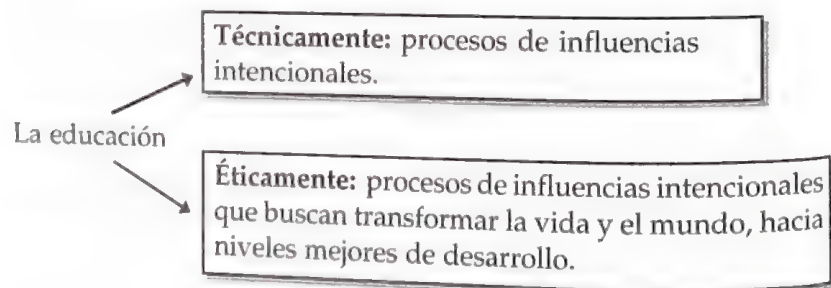 Técnicamente: procesos de influencias
intencionales.
La educación
Éticamente: procesos de influencias intencionales
que buscan transformar la vida y el mundo, hacia
niveles mejores de desarrollo.